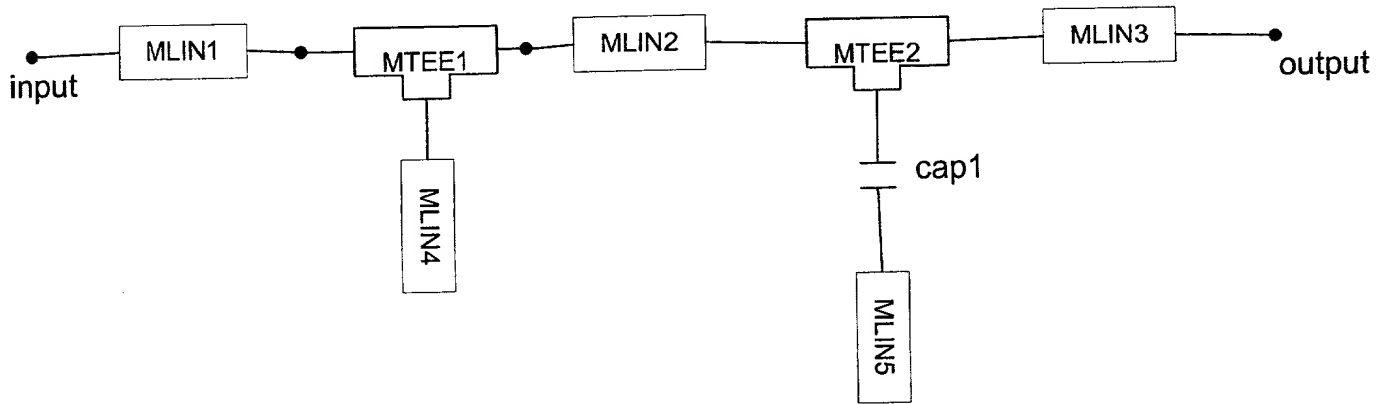 input
MLIN1
MTEE1
MLIN2
MTEE2
MLIN3
output
MLIN4
cap1
MLIN5